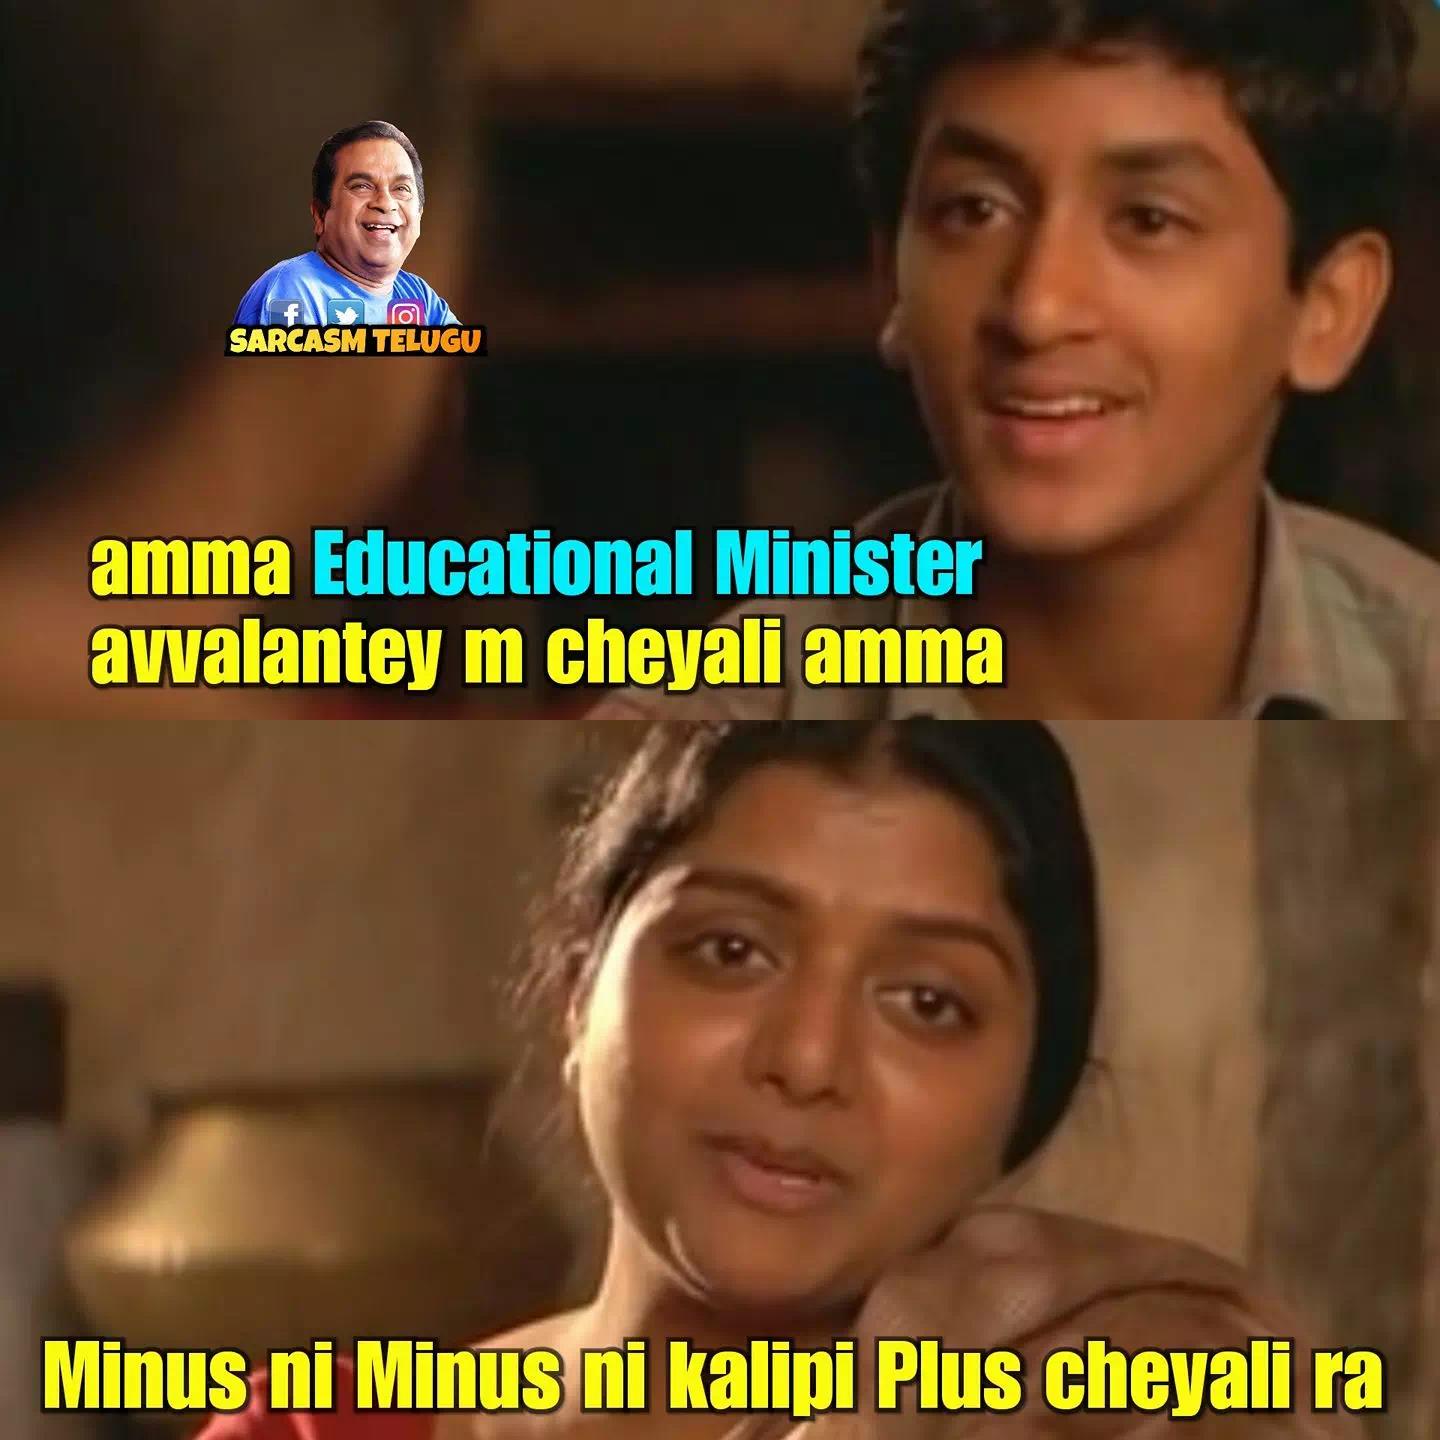 SARCASM TELUGU
amma Educational Minister
avvalantey m cheyali amma
Minus ni Minus ni kalipi Plus cheyali ra